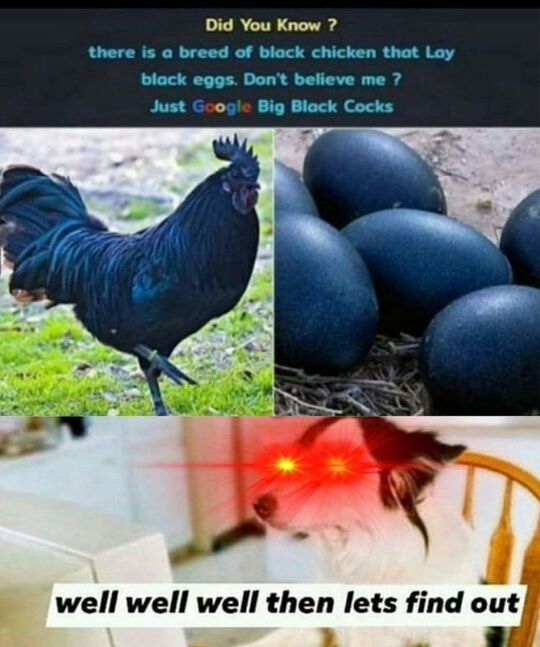 Did You Know ?
there is a breed of black chicken that Lay
black eggs. Don't believe me ?
Just Google Big Black Cocks
well well well then lets find out